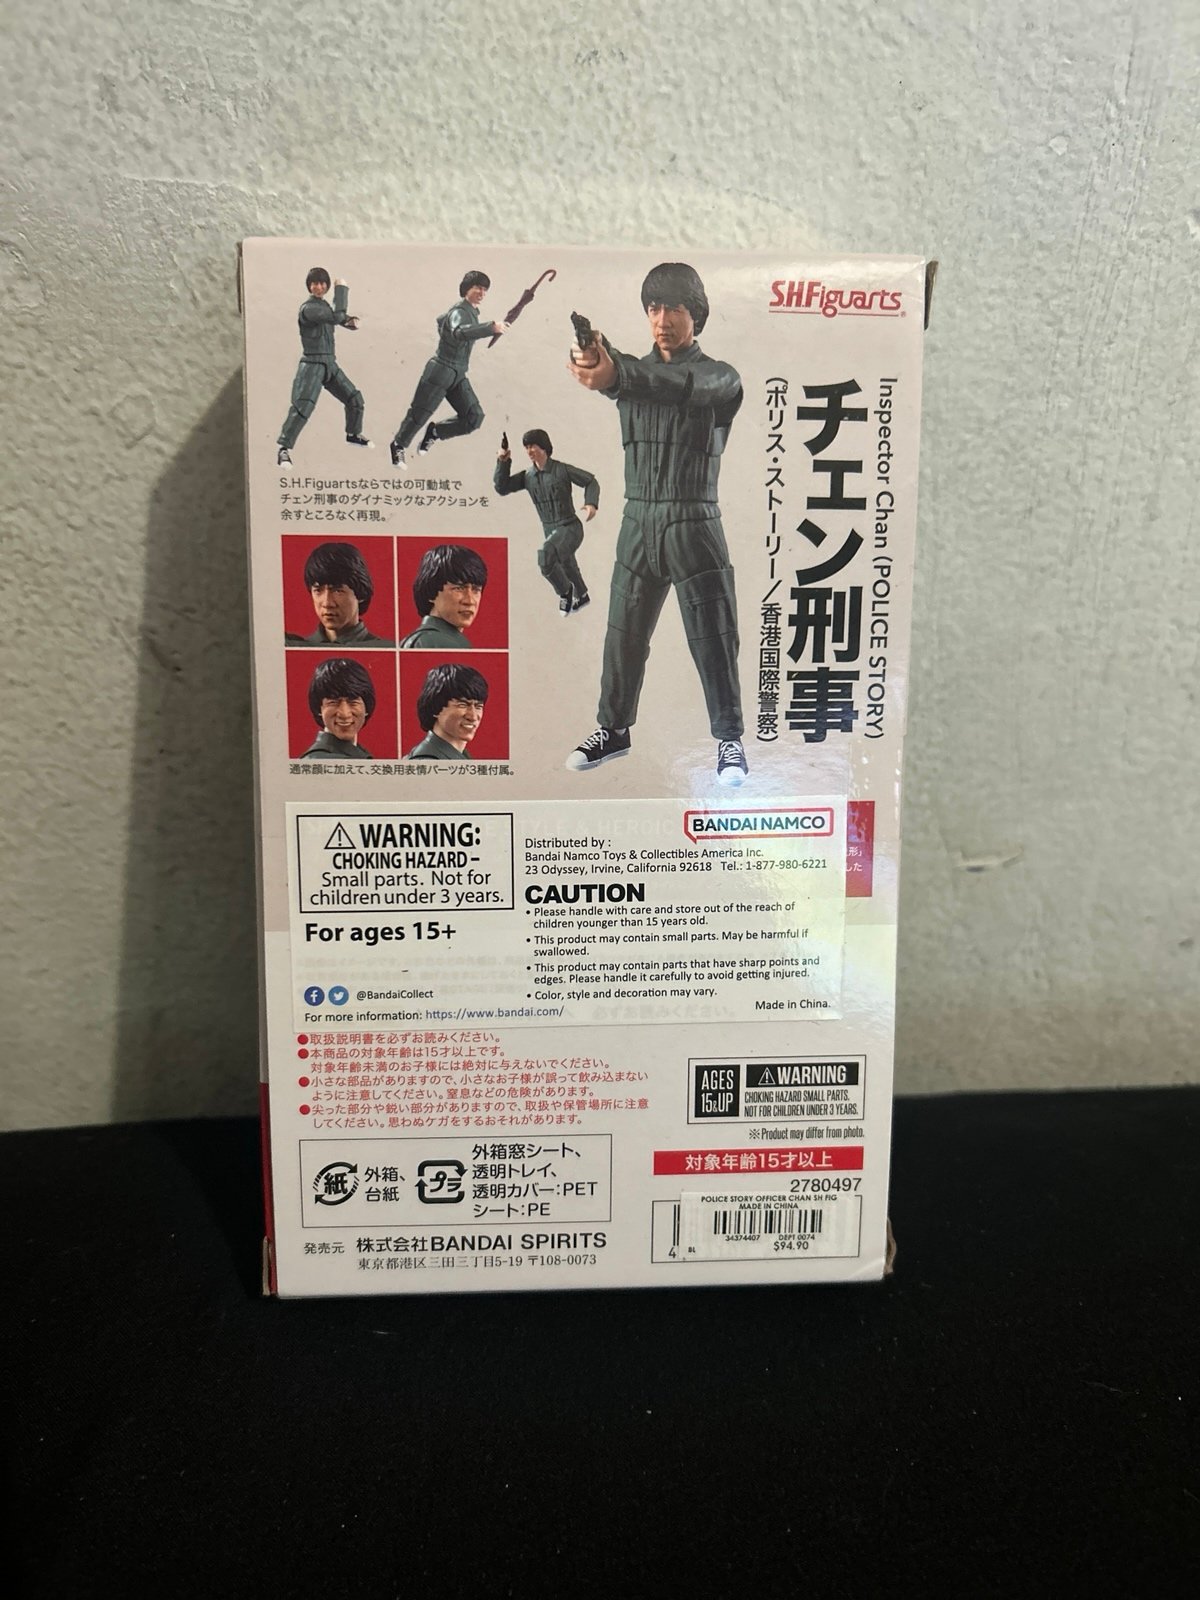 S.H.Figuarts
Inspector Chan (POLICE STORY)
チェン刑事
(ポリス・ストーリー/香港国際警察)
S.H.Figuartsならではの可動域で
チェン刑事のダイナミックなアクションを
余すところなく再現。
通常顔に加えて、交換用表情パーツが3種付属。
WARNING:
CHOKING HAZARD –
Small parts. Not for
children under 3 years.
For ages 15+
@BandaiCollect
For more information: https://www.bandai.com/
BANDAI NAMCO
Distributed by :
Bandai Namco Toys & Collectibles America Inc.
23 Odyssey, Irvine, California 92618 Tel.: 1-877-980-6221
CAUTION
• Please handle with care and store out of the reach of
children younger than 15 years old.
• This product may contain small parts. May be harmful if
swallowed.
• This product may contain parts that have sharp points and
edges. Please handle it carefully to avoid getting injured.
• Color, style and decoration may vary.
Made in China.
形」
した
●取扱説明書を必ずお読みください。
●本商品の対象年齢は15才以上です。
対象年齢未満のお子様には絶対に与えないでください。
●小さな部品がありますので、小さなお子様が誤って飲み込まない
ように注意してください。窒息などの危険があります。
●尖った部分や鋭い部分がありますので、取扱や保管場所に注意
してください。思わぬケガをするおそれがあります。
AGES
15&UP
WARNING
CHOKING HAZARD SMALL PARTS.
NOT FOR CHILDREN UNDER 3 YEARS.
※Product may differ from photo.
対象年齢15才以上
紙
外箱、
台紙
プラ
外箱窓シート、
透明トレイ、
透明カバー:PET
シート:PE
2780497
POLICE STORY OFFICER CHAN SH FIG
MADE IN CHINA
34374407 DEPT 0074
BL $94.90
4
発売元 株式会社BANDAI SPIRITS
東京都港区三田三丁目5-19 〒108-0073